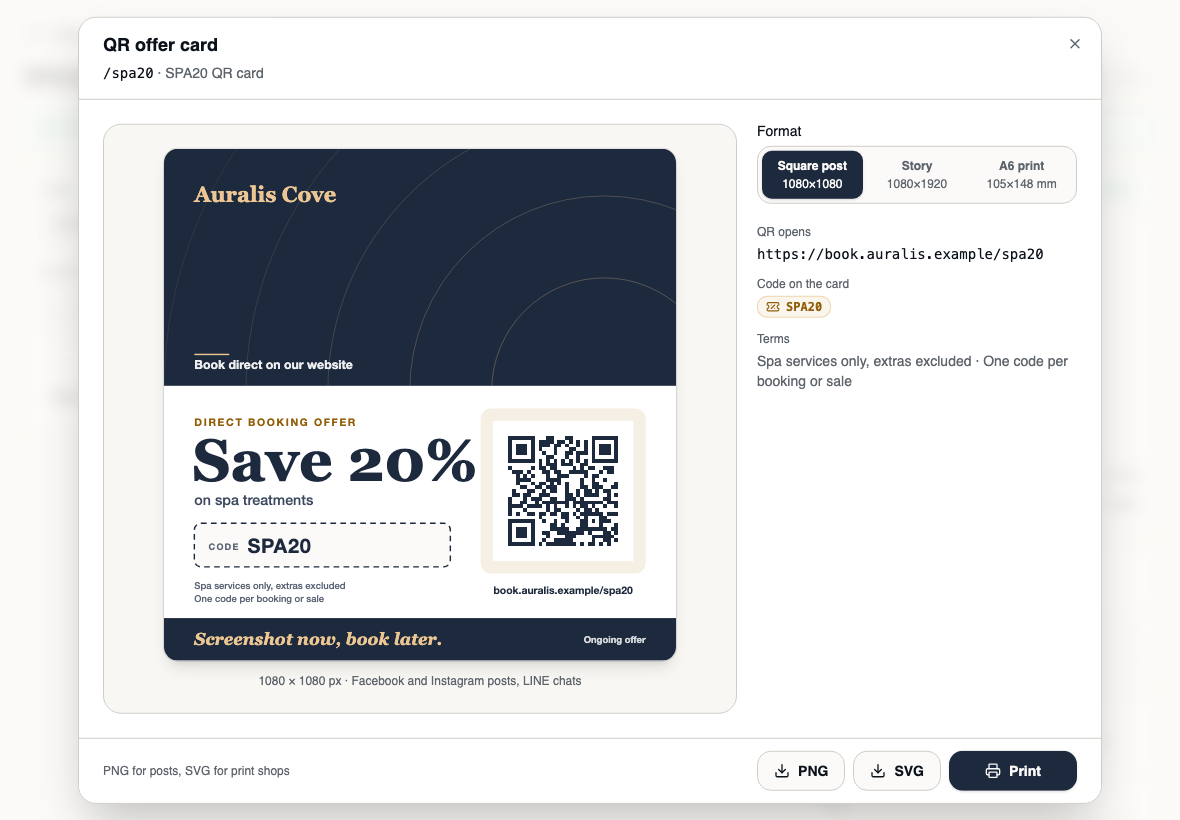 QR offer card
/spa20 · SPA20 QR card
Auralis Cove
Book direct on our website
DIRECT BOOKING OFFER
Save 20%
on spa treatments
CODE SPA20
Spa services only, extras excluded
One code per booking or sale
book.auralis.example/spa20
Screenshot now, book later.
Ongoing offer
1080 × 1080 px · Facebook and Instagram posts, LINE chats
Format
Square post
1080×1080
Story
1080×1920
A6 print
105×148 mm
QR opens
https://book.auralis.example/spa20
Code on the card
SPA20
Terms
Spa services only, extras excluded · One code per
booking or sale
PNG for posts, SVG for print shops
PNG
SVG
Print